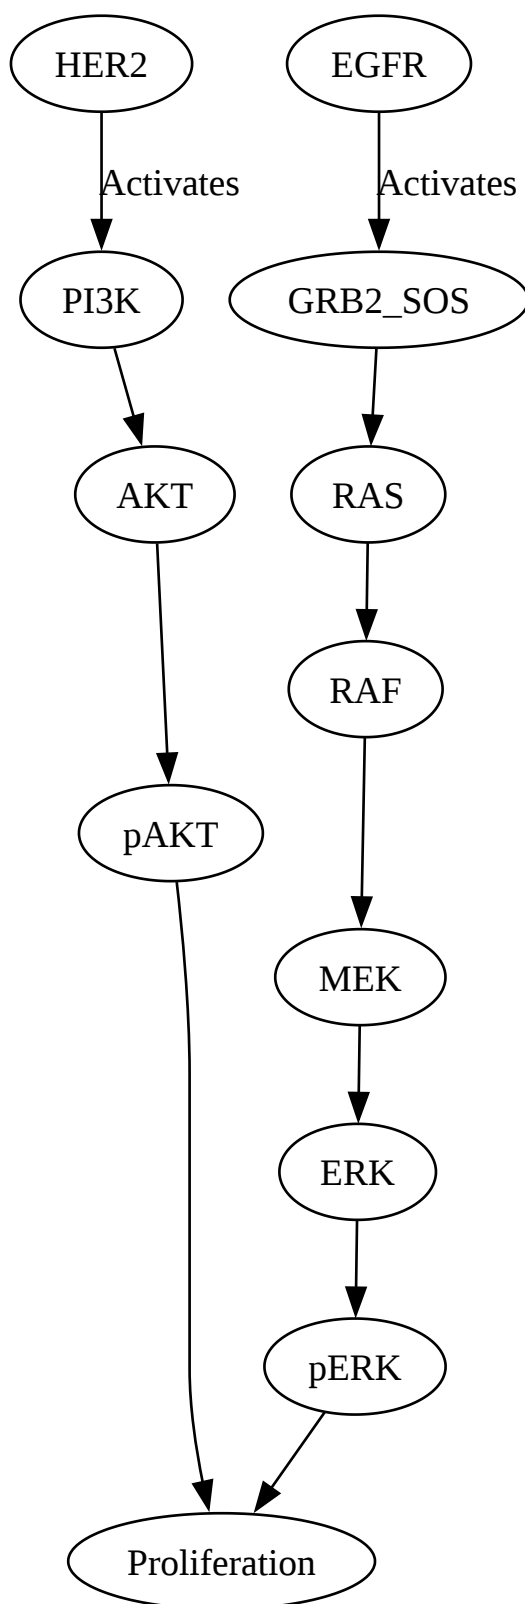 HER2
EGFR
Activates
Activates
PI3K
GRB2_SOS
AKT
RAS
RAF
pAKT
MEK
ERK
pERK
Proliferation